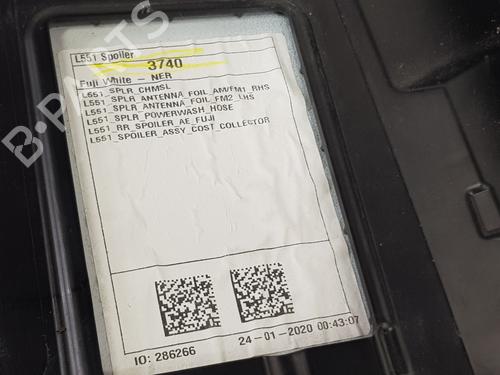 L551 Spoiler
3740
Fuji White - NER
L551_SPLR_CHMSL
L551_SPLR_ANTENNA_FOIL_AM/FM1_RHS
L551_SPLR_ANTENNA_FOIL_FM2_LHS
L551_SPLR_POWERWASH_HOSE
L551_RR_SPOILER_AE_FUJI
L551_SPOILER_ASSY_COST_COLLECTOR
ID: 286266
24-01-2020 00:43:07
B-PARTS